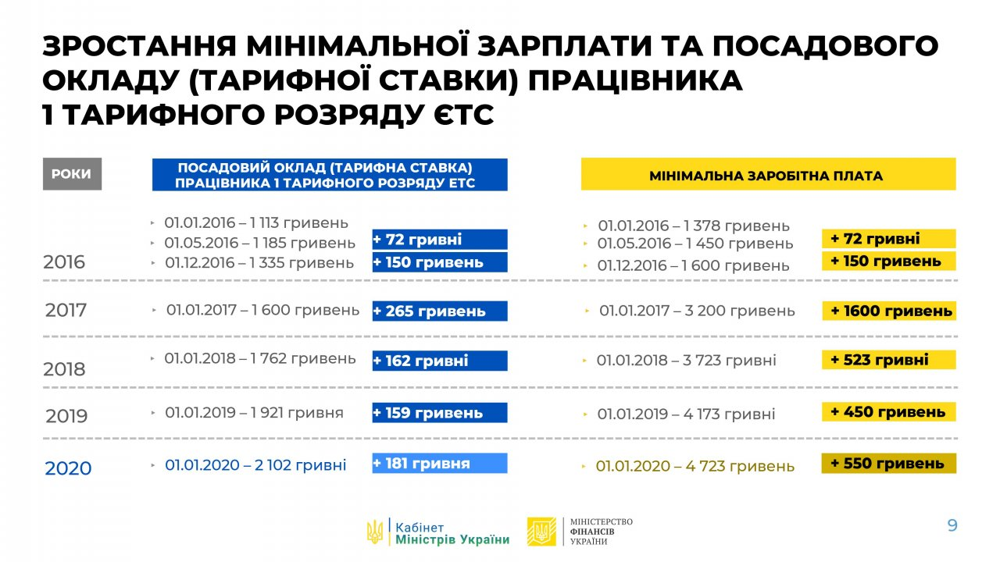 ЗРОСТАННЯ МІНІМАЛЬНОЇ ЗАРПЛАТИ ТА ПОСАДОВОГО
ОКЛАДУ (ТАРИФНОЇ СТАВКИ) ПРАЦІВНИКА
1 ТАРИФНОГО РОЗРЯДУ ЄТС
РОКИ
ПОСАДОВИЙ ОКЛАД (ТАРИФНА СТАВКА)
ПРАЦІВНИКА 1 ТАРИФНОГО РОЗРЯДУ ЕТС
МІНІМАЛЬНА ЗАРОБІТНА ПЛАТА
2016
01.01.2016 – 1 113 гривень
01.05.2016 – 1 185 гривень
+ 72 гривні
01.12.2016 – 1 335 гривень
+ 150 гривень
01.01.2016 – 1 378 гривень
01.05.2016 – 1 450 гривень
+ 72 гривні
01.12.2016 – 1 600 гривень
+ 150 гривень
2017
01.01.2017 – 1 600 гривень
+ 265 гривень
01.01.2017 – 3 200 гривень
+ 1600 гривень
2018
01.01.2018 – 1 762 гривень
+ 162 гривні
01.01.2018 – 3 723 гривні
+ 523 гривні
2019
01.01.2019 – 1 921 гривня
+ 159 гривень
01.01.2019 – 4 173 гривні
+ 450 гривень
2020
01.01.2020 – 2 102 гривні
+ 181 гривня
01.01.2020 – 4 723 гривень
+ 550 гривень
Кабінет
Міністрів України
МІНІСТЕРСТВО
ФІНАНСІВ
УКРАЇНИ
9